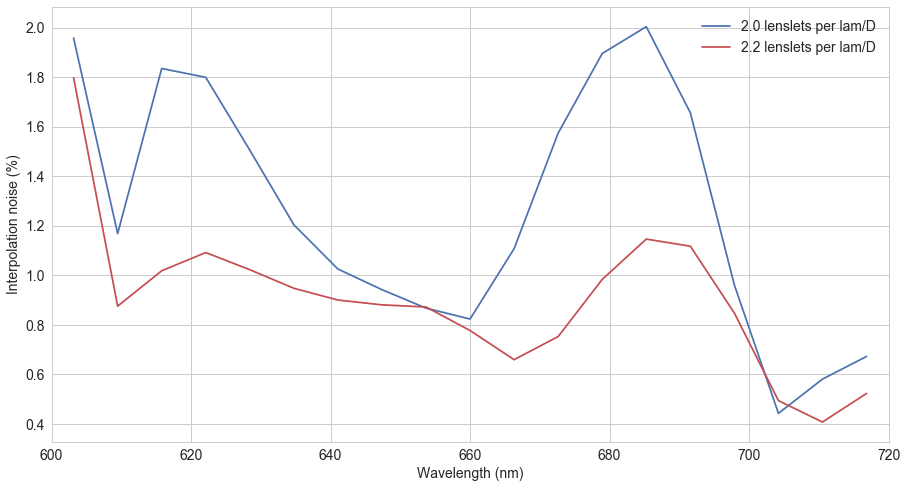 2.0 lenslets per lam/D
2.2 lenslets per lam/D
2.0
1.8
1.6
1.4
1.2
1.0
0.8
0.6
0.4
Interpolation noise (%)
600 620 640 660 680 700 720
Wavelength (nm)